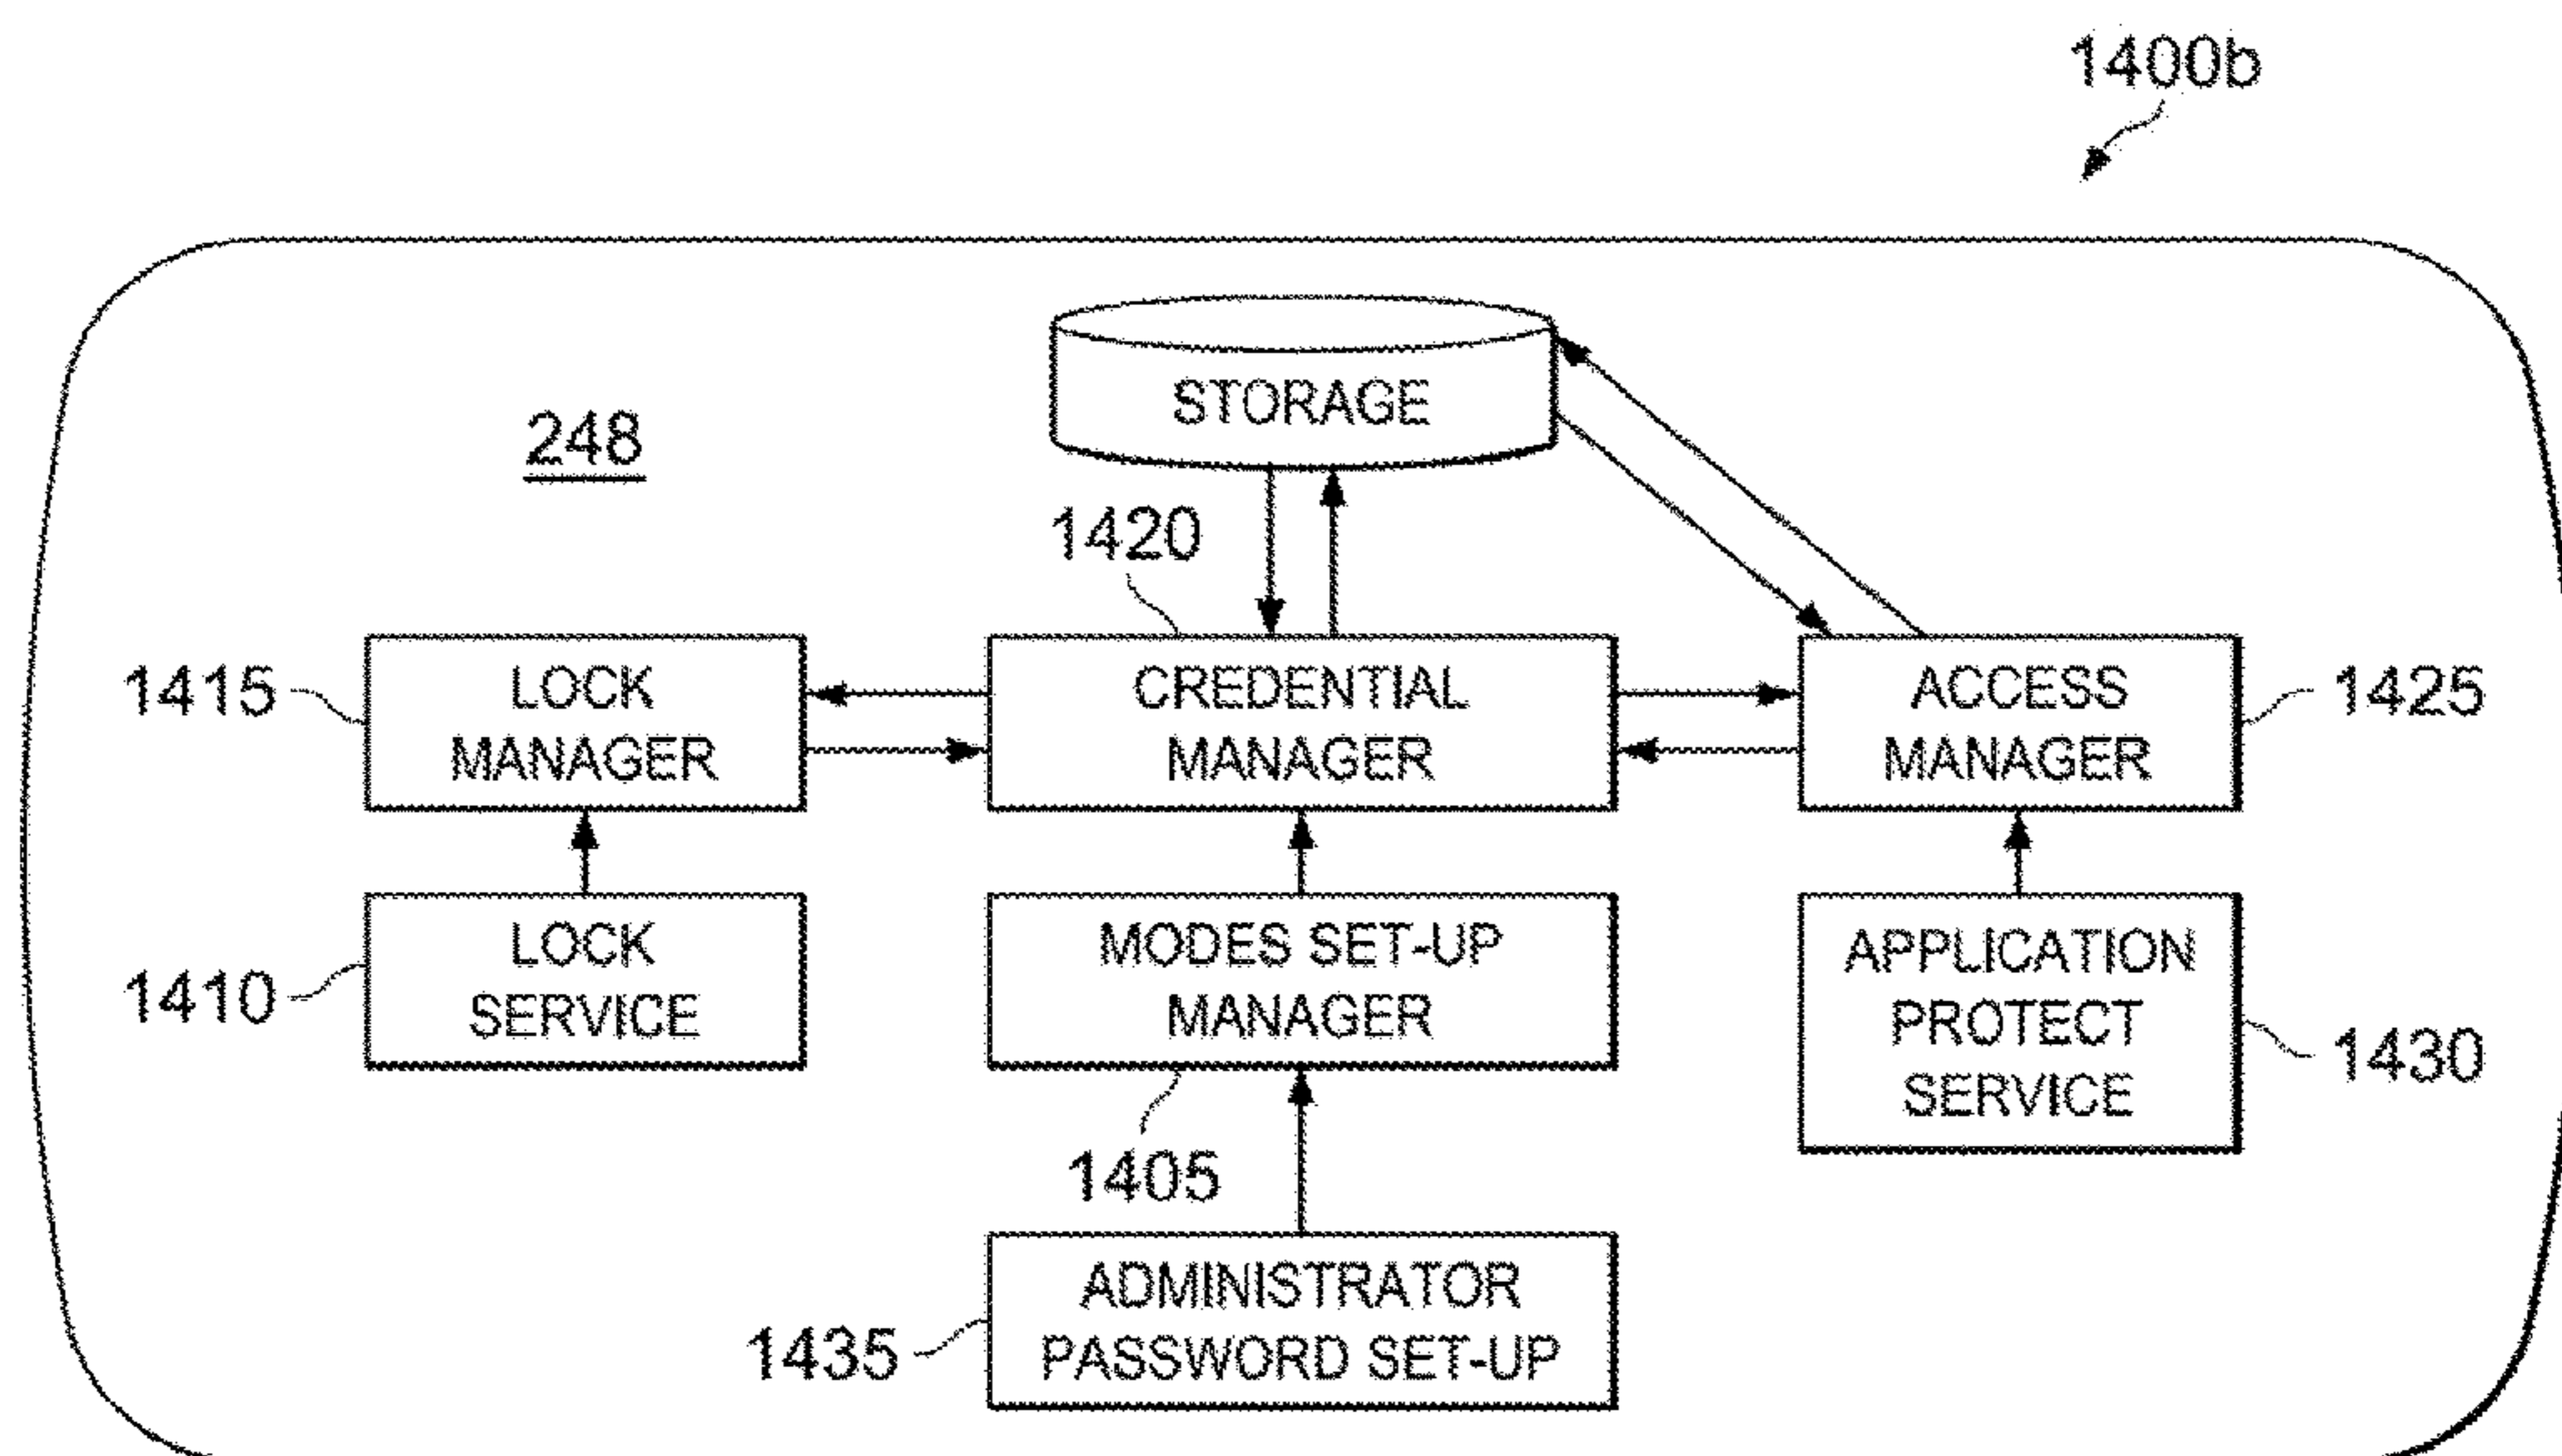 1400b
STORAGE
248
1420
1415
LOCK
MANAGER
CREDENTIAL
MANAGER
ACCESS
MANAGER
1425
1410
LOCK
SERVICE
MODES SET-UP
MANAGER
APPLICATION
PROTECT
SERVICE
1430
1405
1435
ADMINISTRATOR
PASSWORD SET-UP